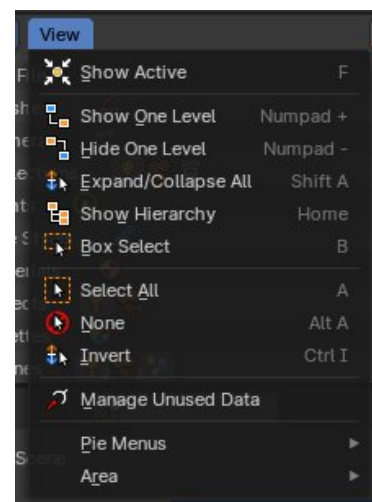 View
Show Active F
Show One Level Numpad +
Hide One Level Numpad -
Expand/Collapse All Shift A
Show Hierarchy Home
Box Select B
Select All A
None Alt A
Invert Ctrl I
Manage Unused Data
Pie Menus
Area